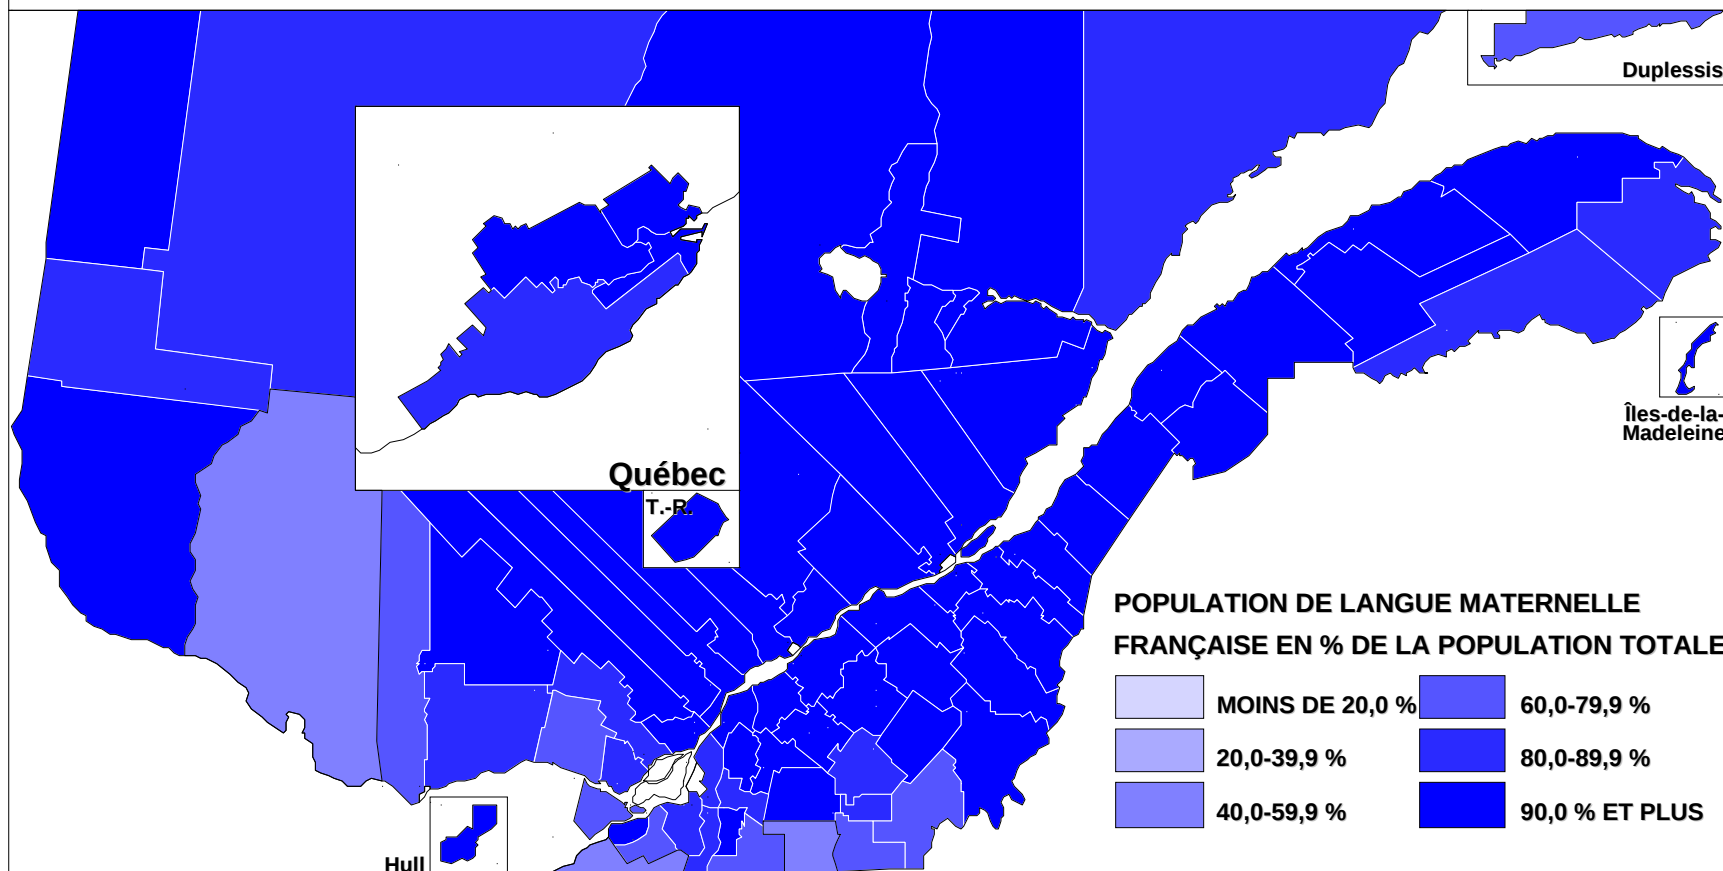 Duplessis
Îles-de-la-
Madeleine
Québec
T.-R.
POPULATION DE LANGUE MATERNELLE
FRANÇAISE EN % DE LA POPULATION TOTALE
MOINS DE 20,0 %
60,0-79,9 %
20,0-39,9 %
80,0-89,9 %
40,0-59,9 %
90,0 % ET PLUS
Hull